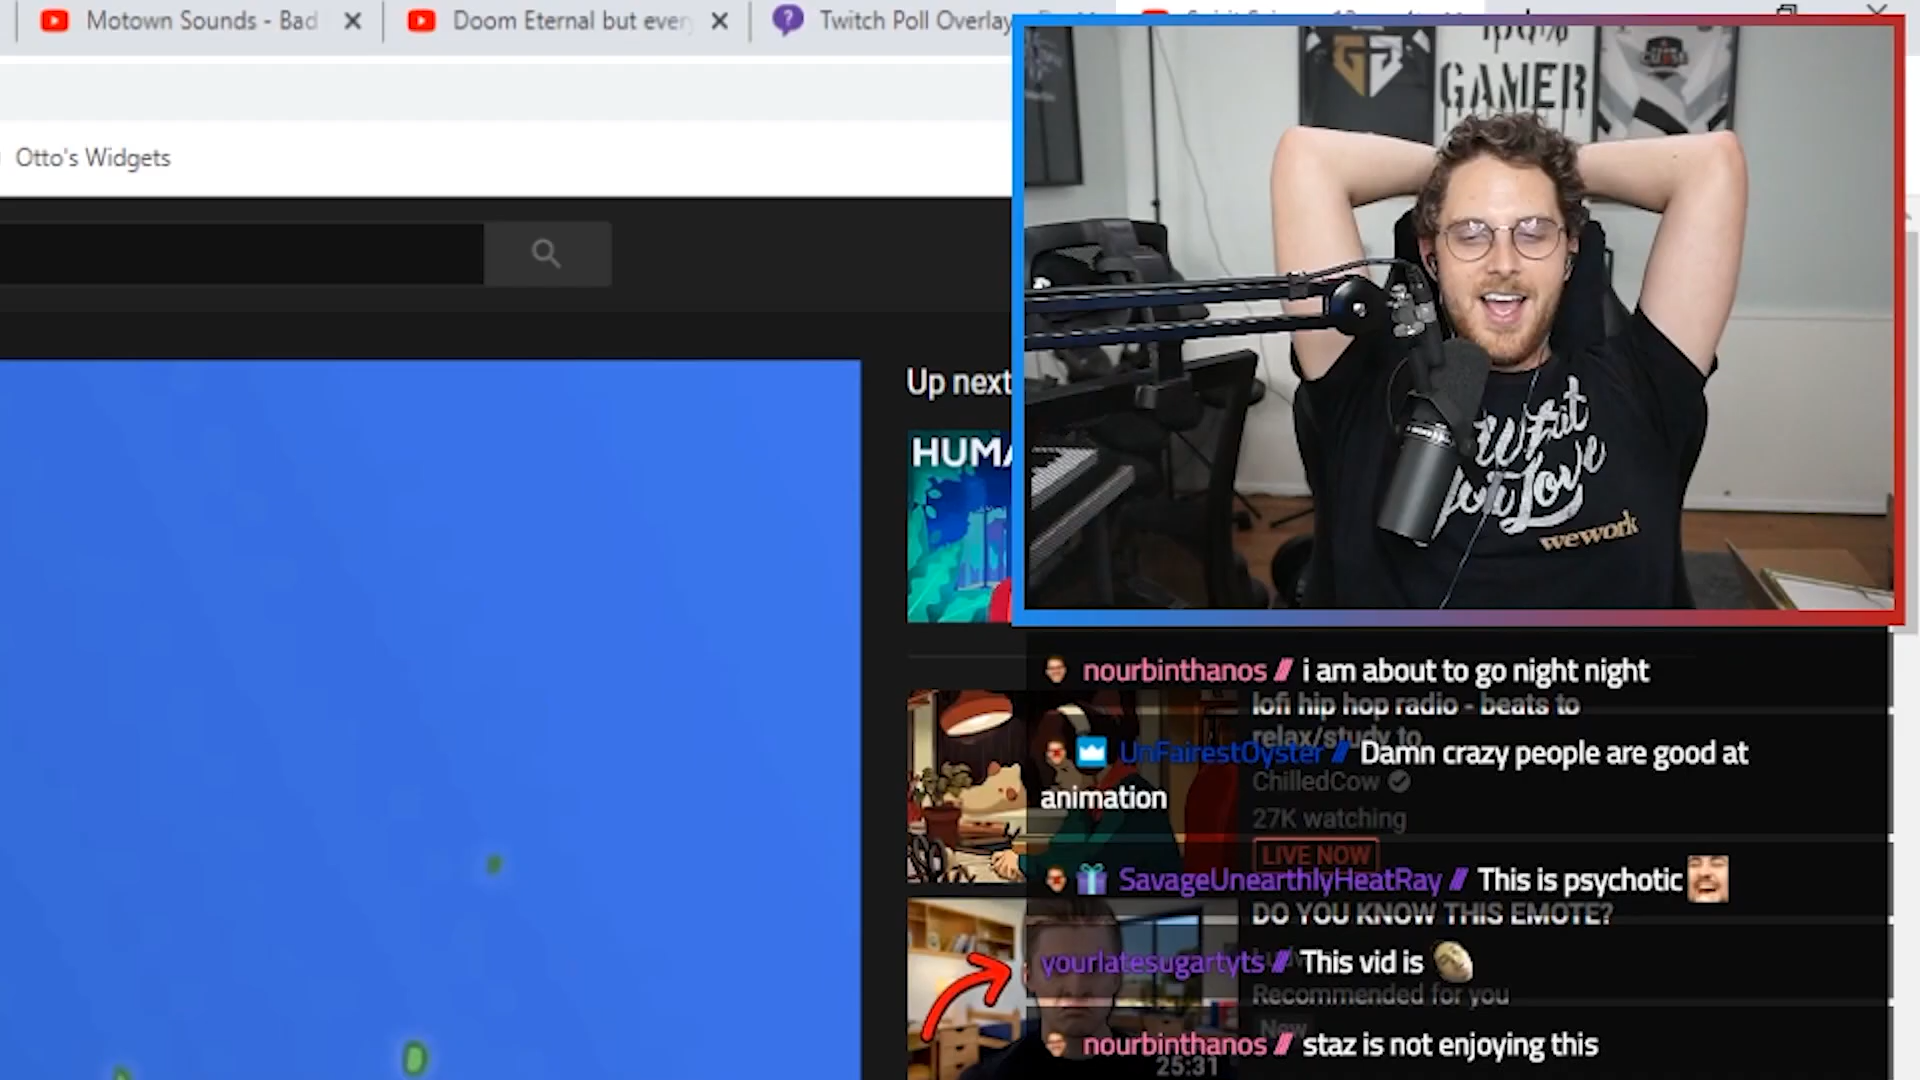 Motown Sounds - Bad
Doom Eternal but ever
Twitch Poll Overlay
Otto's Widgets
100%
GAMER
What
You Love
wework
Up next
HUMA
nourbinthanos // i am about to go night night
lofi hip hop radio - beats to
relax/study to
UnFairestOyster // Damn crazy people are good at
animation
ChilledCow
27K watching
LIVE NOW
SavageUnearthlyHeatRay // This is psychotic
DO YOU KNOW THIS EMOTE?
yourlatesugartyts // This vid is
Recommended for you
New
nourbinthanos // staz is not enjoying this
25:31